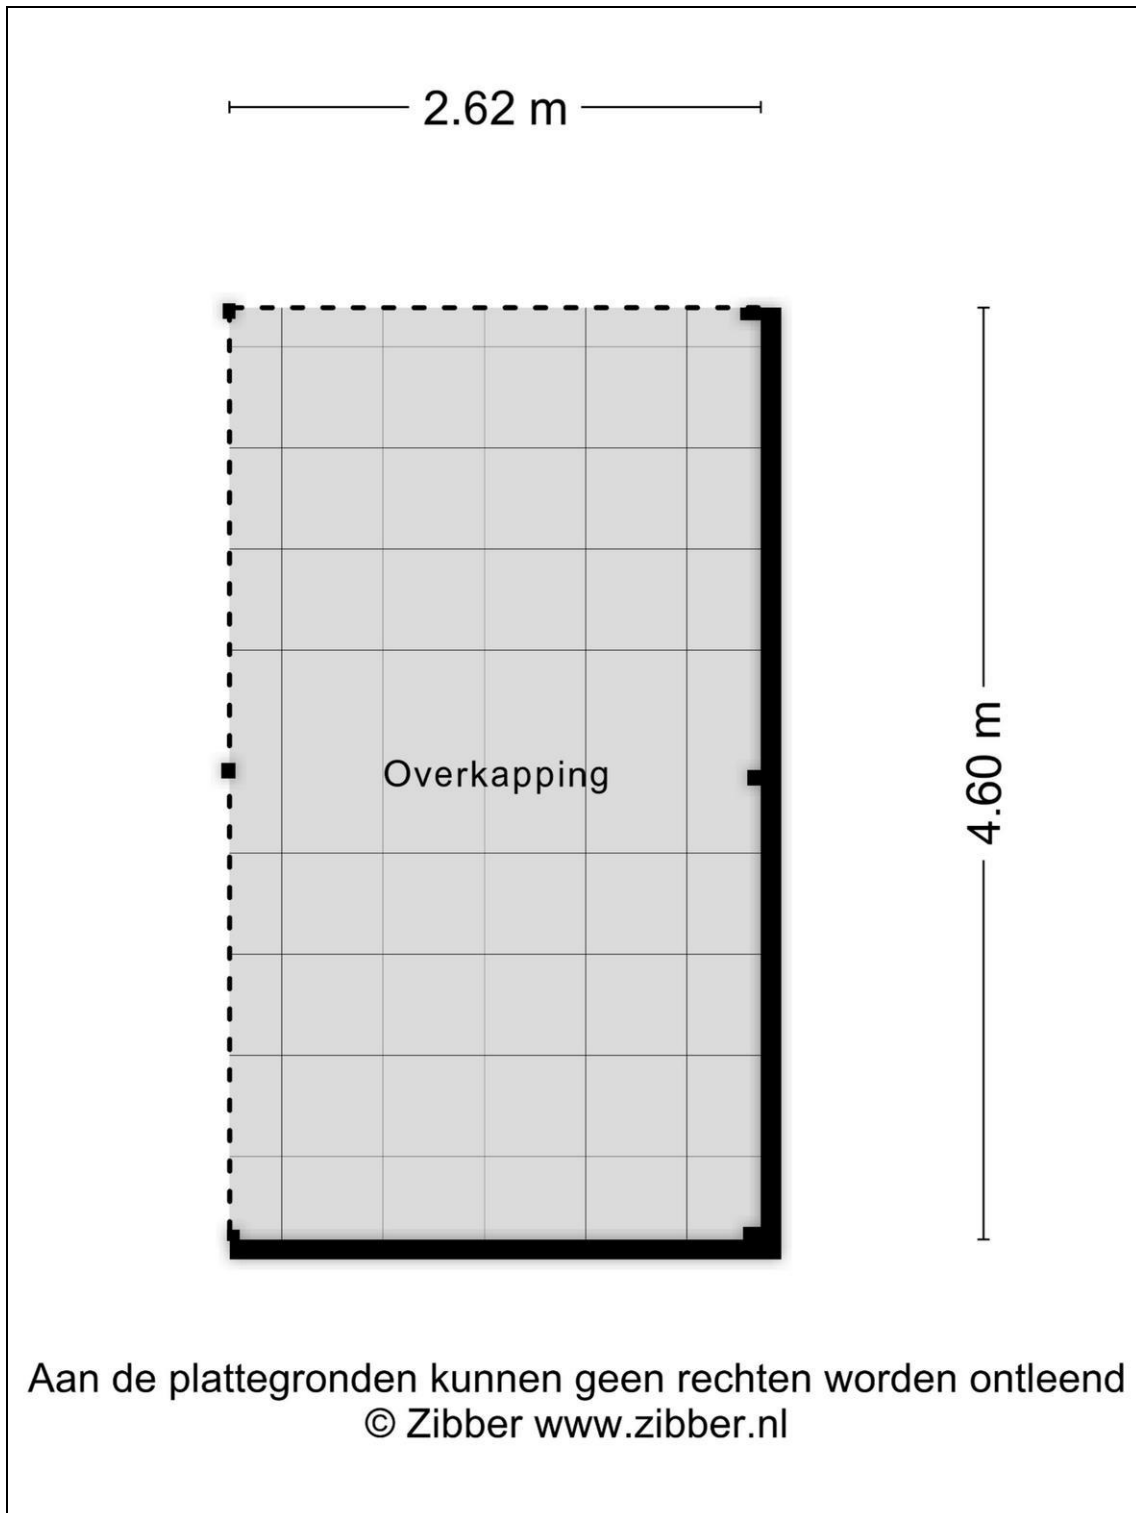 2.62 m
Overkapping
4.60 m
Aan de plattegronden kunnen geen rechten worden ontleend
© Zibber www.zibber.nl